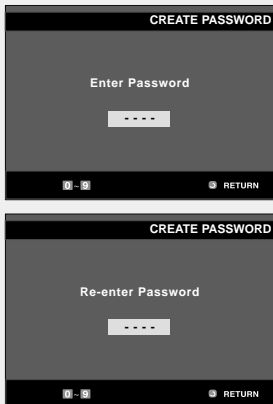 CREATE PASSWORD
Enter Password
- - - -
0 ~ 9 RETURN
CREATE PASSWORD
Re-enter Password
- - - -
0 ~ 9 RETURN